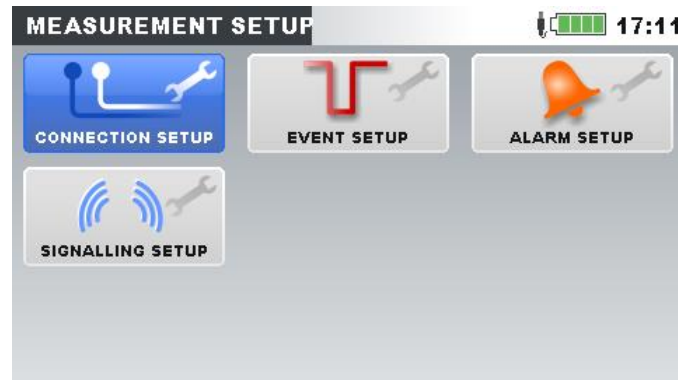 MEASUREMENT SETUP 17:11
CONNECTION SETUP EVENT SETUP ALARM SETUP
SIGNALLING SETUP